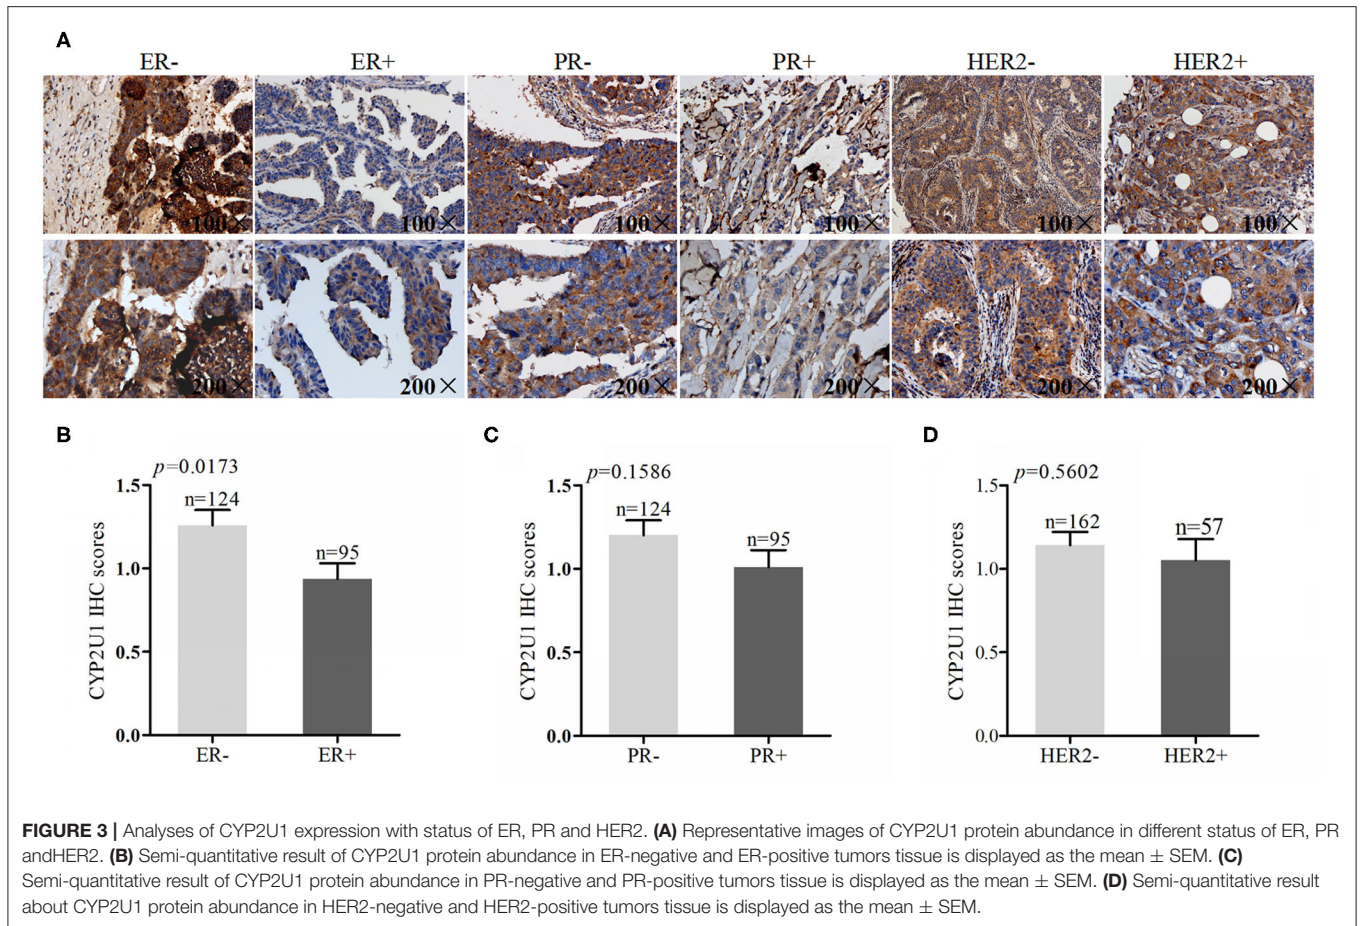 A
ER- ER+ PR- PR+ HER2- HER2+
100× 100× 100× 100× 100× 100×
200× 200× 200× 200× 200× 200×
B
p=0.0173
CYP2U1 IHC scores
1.5
1.0
0.5
0.0
n=124
n=95
ER- ER+
C
p=0.1586
CYP2U1 IHC scores
1.5
1.0
0.5
0.0
n=124
n=95
PR- PR+
D
p=0.5602
CYP2U1 IHC scores
1.5
1.0
0.5
0.0
n=162
n=57
HER2- HER2+
FIGURE 3 | Analyses of CYP2U1 expression with status of ER, PR and HER2. (A) Representative images of CYP2U1 protein abundance in different status of ER, PR
andHER2. (B) Semi-quantitative result of CYP2U1 protein abundance in ER-negative and ER-positive tumors tissue is displayed as the mean ± SEM. (C)
Semi-quantitative result of CYP2U1 protein abundance in PR-negative and PR-positive tumors tissue is displayed as the mean ± SEM. (D) Semi-quantitative result
about CYP2U1 protein abundance in HER2-negative and HER2-positive tumors tissue is displayed as the mean ± SEM.